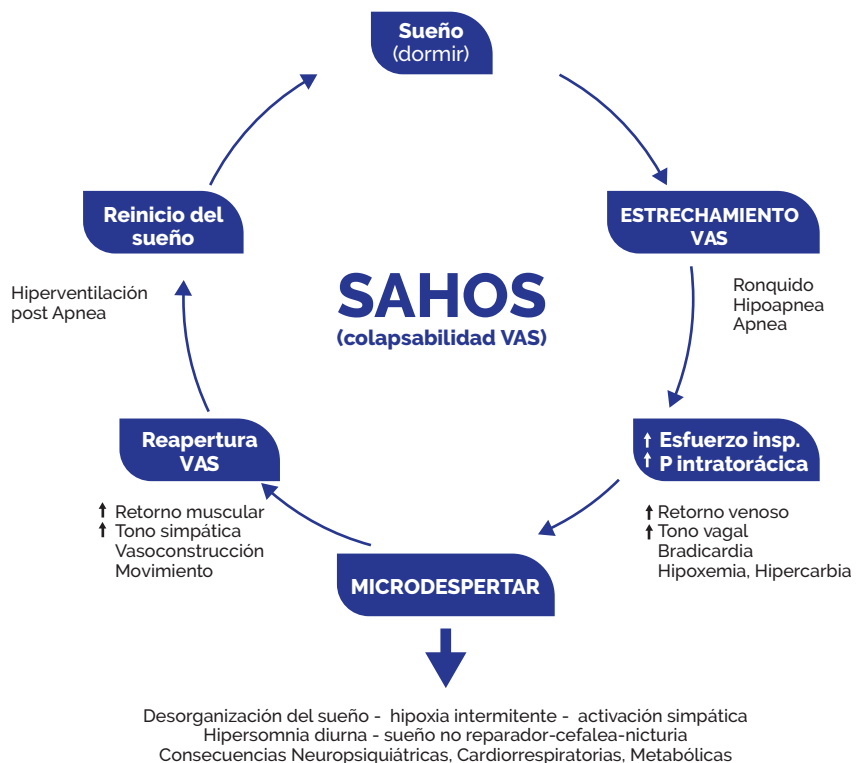 Sueño
(dormir)
ESTRECHAMIENTO
VAS
Ronquido
Hipoapnea
Apnea
↑ Esfuerzo insp.
↑ P intratorácica
↑ Retorno venoso
↑ Tono vagal
Bradicardia
Hipoxemia, Hipercarbia
MICRODESPERTAR
Reapertura
VAS
↑ Retorno muscular
↑ Tono simpática
Vasoconstrucción
Movimiento
Reinicio del
sueño
Hiperventilación
post Apnea
SAHOS
(colapsabilidad VAS)
Desorganización del sueño - hipoxia intermitente - activación simpática
Hipersomnia diurna - sueño no reparador-cefalea-nicturia
Consecuencias Neuropsiquiátricas, Cardiorrespiratorias, Metabólicas